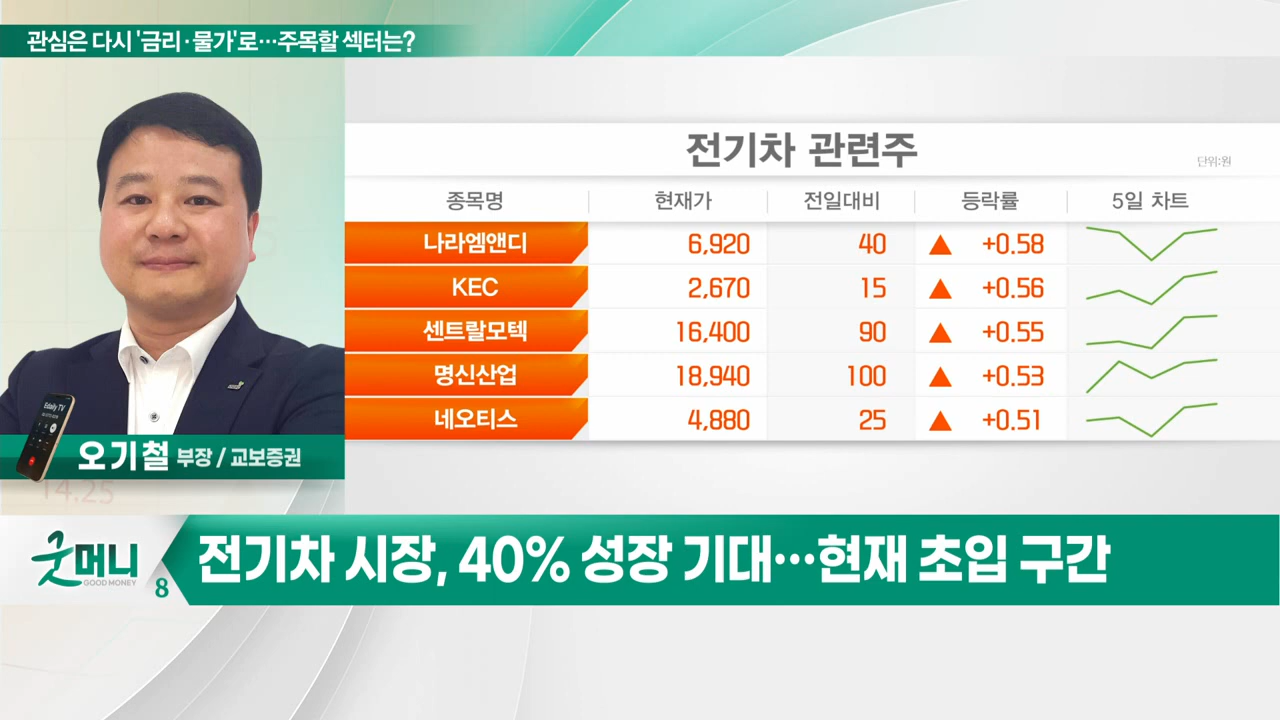 관심은 다시 '금리·물가'로…주목할 섹터는?
전기차 관련주
단위:원
종목명 현재가 전일대비 등락률 5일 차트
나라엠앤디 6,920 40 ▲ +0.58
KEC 2,670 15 ▲ +0.56
센트랄모텍 16,400 90 ▲ +0.55
명신산업 18,940 100 ▲ +0.53
네오티스 4,880 25 ▲ +0.51
Edaily TV
오기철 부장 / 교보증권
14.25
굿머니
GOOD MONEY
8
전기차 시장, 40% 성장 기대…현재 초입 구간